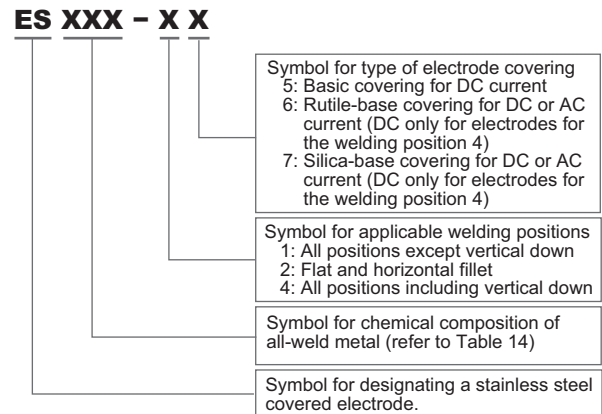 ES XXX – X X
Symbol for type of electrode covering
5: Basic covering for DC current
6: Rutile-base covering for DC or AC
current (DC only for electrodes for
the welding position 4)
7: Silica-base covering for DC or AC
current (DC only for electrodes for
the welding position 4)
Symbol for applicable welding positions
1: All positions except vertical down
2: Flat and horizontal fillet
4: All positions including vertical down
Symbol for chemical composition of
all-weld metal (refer to Table 14)
Symbol for designating a stainless steel
covered electrode.